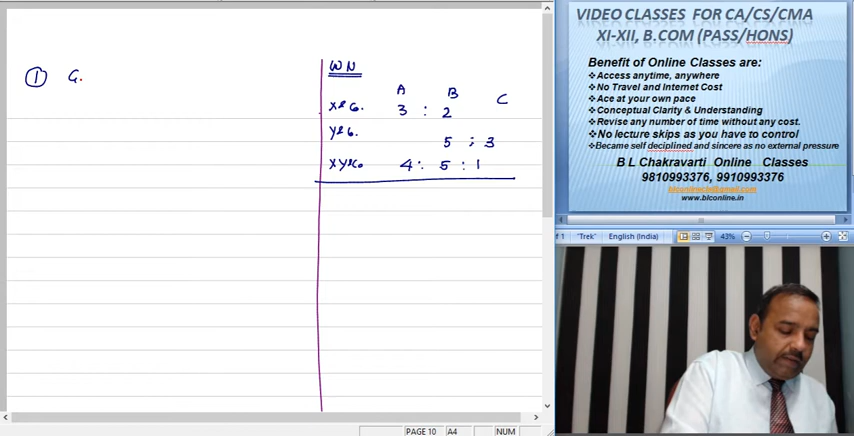 ① G.
WN
A B C
X & Co. 3 : 2
Y & Co. 5 : 3
XY & Co 4 : 5 : 1
PAGE 10 A4 NUM
VIDEO CLASSES FOR CA/CS/CMA
XI-XII, B.COM (PASS/HONS)
Benefit of Online Classes are:
❖Access anytime, anywhere
❖No Travel and Internet Cost
❖Ace at your own pace
❖Conceptual Clarity & Understanding
❖Revise any number of time without any cost.
❖No lecture skips as you have to control
❖Became self deciplined and sincere as no external pressure
B L Chakravarti Online Classes
9810993376, 9910993376
www.blconline.in
of 1 "Trek" English (India) 43%